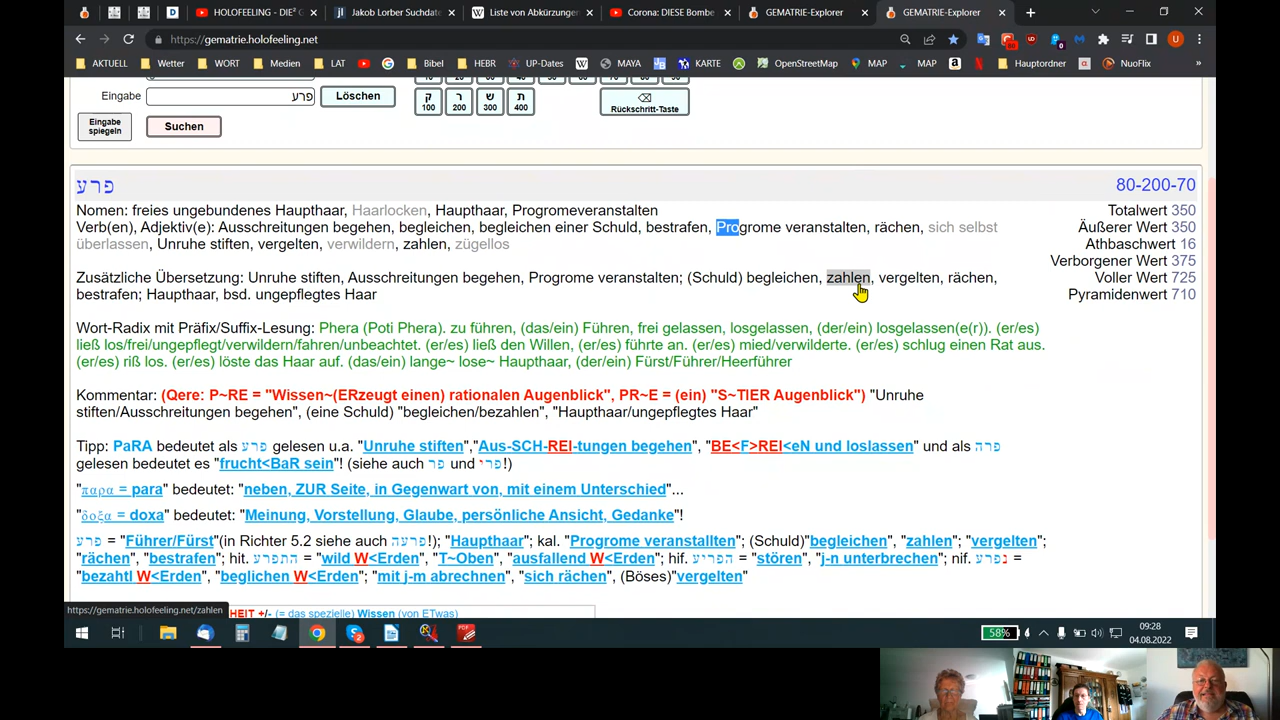 HOLOFEELING - DIE²
Jakob Lorber Suchdate
Liste von Abkürzunge
Corona: DIESE Bombe
GEMATRIE-Explorer
GEMATRIE-Explorer
https://gematrie.holofeeling.net
AKTUELL Wetter WORT Medien LAT Bibel HEBR UP-Dates MAYA KARTE OpenStreetMap MAP MAP Hauptordner DuoFlix
Eingabe פרע Löschen
ק 100 ר 200 ש 300 ת 400
Rückschritt-Taste
Eingabe spiegeln
Suchen
פרע 80-200-70
Nomen: freies ungebundenes Haupthaar, Haarlocken, Haupthaar, Progromeveranstalten
Totalwert 350
Verb(en), Adjektiv(e): Ausschreitungen begehen, begleichen, begleichen einer Schuld, bestrafen, Progrome veranstalten, rächen, sich selbst
Äußerer Wert 350
überlassen, Unruhe stiften, vergelten, verwildern, zahlen, zügellos
Athbaschwert 16
Verborgener Wert 375
Zusätzliche Übersetzung: Unruhe stiften, Ausschreitungen begehen, Progrome veranstalten; (Schuld) begleichen, zahlen, vergelten, rächen,
Voller Wert 725
bestrafen; Haupthaar, bsd. ungepflegtes Haar
Pyramidenwert 710
Wort-Radix mit Präfix/Suffix-Lesung: Phera (Poti Phera). zu führen, (das/ein) Führen, frei gelassen, losgelassen, (der/ein) losgelassen(e(r)). (er/es)
ließ los/frei/ungepflegt/verwildern/fahren/unbeachtet. (er/es) ließ den Willen, (er/es) führte an. (er/es) mied/verwilderte. (er/es) schlug einen Rat aus.
(er/es) riß los. (er/es) löste das Haar auf. (das/ein) lange~ lose~ Haupthaar, (der/ein) Fürst/Führer/Heerführer
Kommentar: (Qere: P~RE = "Wissen~(ERzeugt einen) rationalen Augenblick", PR~E = (ein) "S~TIER Augenblick") "Unruhe
stiften/Ausschreitungen begehen", (eine Schuld) "begleichen/bezahlen", "Haupthaar/ungepflegtes Haar"
Tipp: PaRA bedeutet als פרע gelesen u.a. "Unruhe stiften","Aus-SCH-REI-tungen begehen", "BE<F>REI<eN und loslassen" und als פרה
gelesen bedeutet es "frucht<BaR sein"! (siehe auch פר und פרי!)
"παρα = para" bedeutet: "neben, ZUR Seite, in Gegenwart von, mit einem Unterschied"...
"δοξα = doxa" bedeutet: "Meinung, Vorstellung, Glaube, persönliche Ansicht, Gedanke"!
פרע = "Führer/Fürst"(in Richter 5.2 siehe auch פרעה!); "Haupthaar"; kal. "Progrome veranstallten"; (Schuld)"begleichen", "zahlen"; "vergelten";
"rächen", "bestrafen"; hit. התפרע = "wild W<Erden", "T~Oben", "ausfallend W<Erden"; hif. הפריע = "stören", "j-n unterbrechen"; nif. נפרע =
"bezahlt W<Erden", "beglichen W<Erden"; "mit j-m abrechnen", "sich rächen", (Böses)"vergelten"
https://gematrie.holofeeling.net/zahlen
HEIT +/- (= das spezielle) Wissen (von ETwas)
58%
09:28
04.08.2022